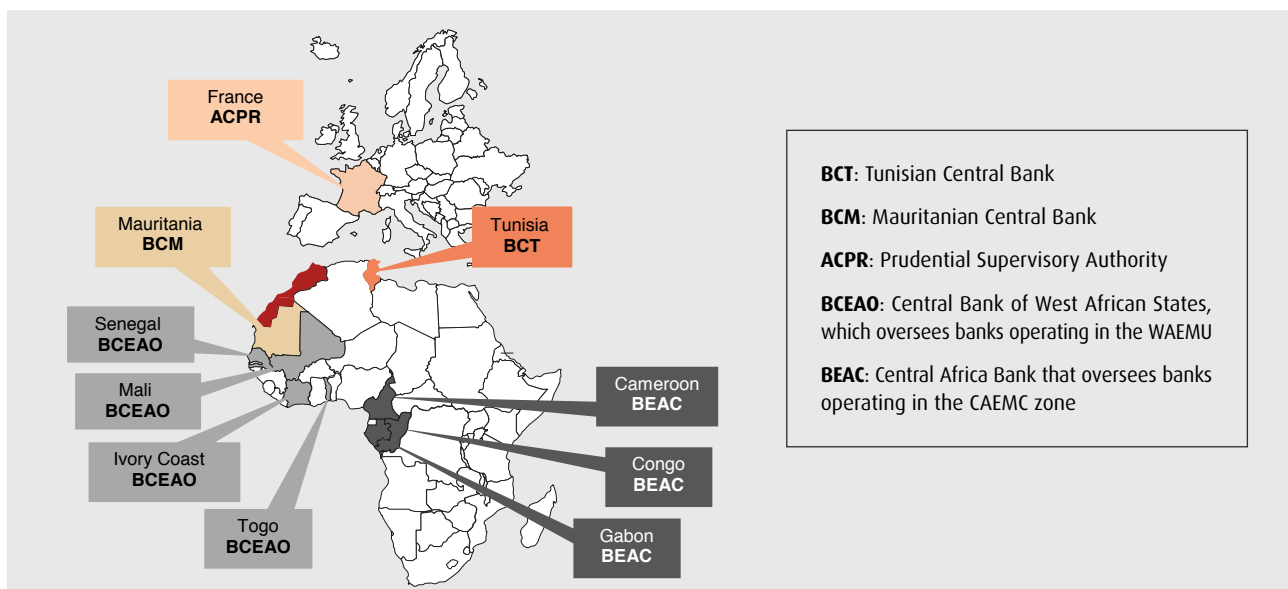 France
ACPR
Mauritania
BCM
Tunisia
BCT
Senegal
BCEAO
Mali
BCEAO
Ivory Coast
BCEAO
Togo
BCEAO
Cameroon
BEAC
Congo
BEAC
Gabon
BEAC
BCT: Tunisian Central Bank
BCM: Mauritanian Central Bank
ACPR: Prudential Supervisory Authority
BCEAO: Central Bank of West African States,
which oversees banks operating in the WAEMU
BEAC: Central Africa Bank that oversees banks
operating in the CAEMC zone